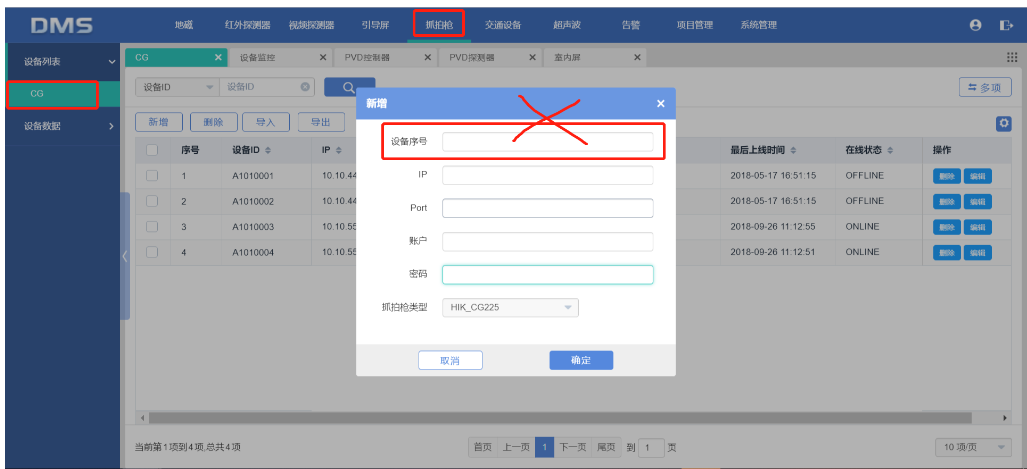 DMS 地磁 红外探测器 视频探测器 引导屏 抓拍枪 交通设备 超声波 告警 项目管理 系统管理
设备列表
CG
设备数据
CG × 设备监控 × PVD控制器 × PVD探测器 × 室内屏 ×
设备ID 设备ID 多项
新增 删除 导入 导出
序号 设备ID IP 最后上线时间 在线状态 操作
1 A1010001 10.10.44 2018-05-17 16:51:15 OFFLINE 删除 编辑
2 A1010002 10.10.44 2018-05-17 16:51:15 OFFLINE 删除 编辑
3 A1010003 10.10.55 2018-09-26 11:12:55 ONLINE 删除 编辑
4 A1010004 10.10.55 2018-09-26 11:12:51 ONLINE 删除 编辑
新增 ×
设备序号
IP
Port
账户
密码
抓拍枪类型 HIK_CG225
取消 确定
当前第1项到4项,总共4项 首页 上一页 1 下一页 尾页 到 1 页 10 项/页